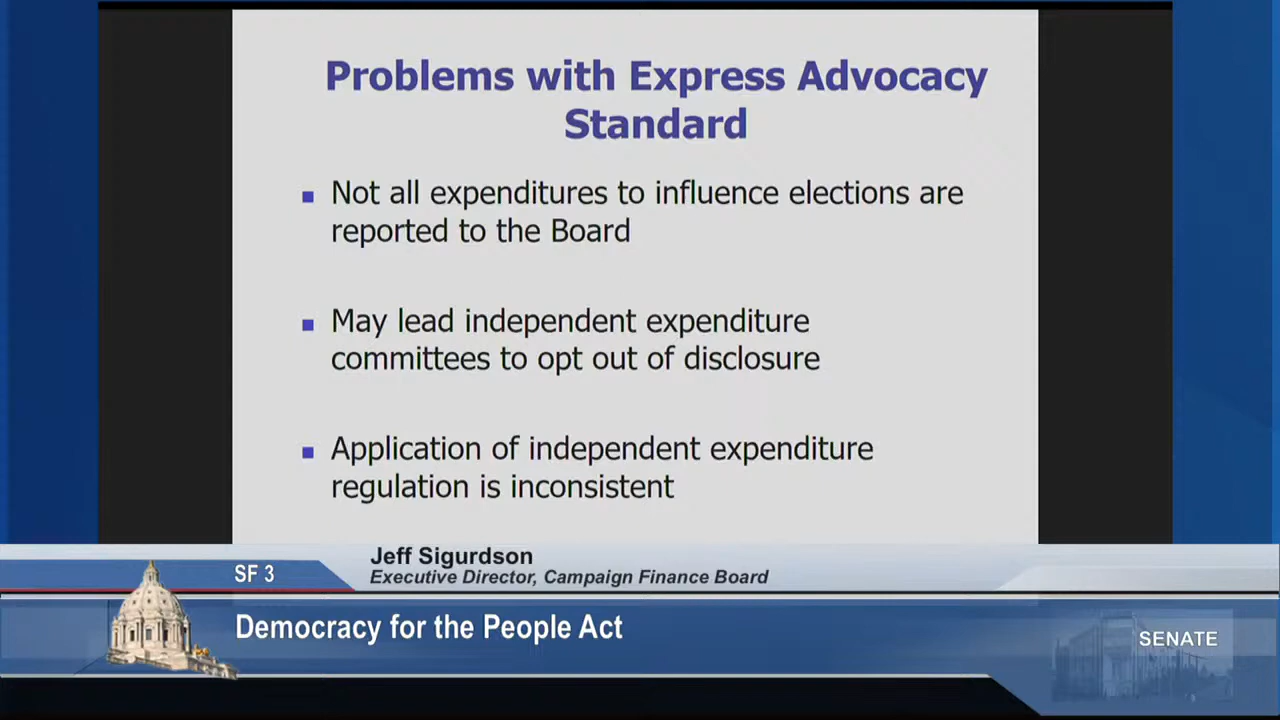 Problems with Express Advocacy
Standard
Not all expenditures to influence elections are
reported to the Board
May lead independent expenditure
committees to opt out of disclosure
Application of independent expenditure
regulation is inconsistent
Jeff Sigurdson
Executive Director, Campaign Finance Board
SF 3
Democracy for the People Act
SENATE